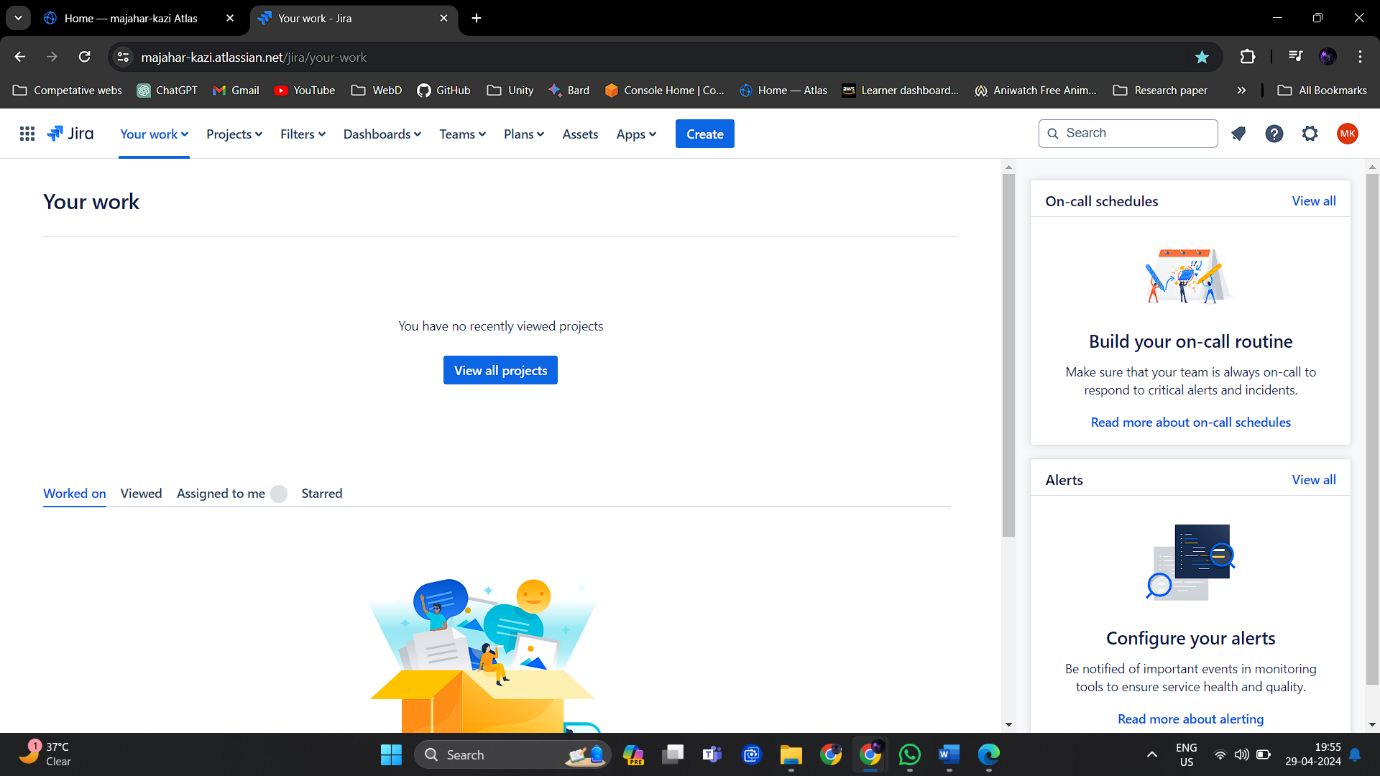 Home — majahar-kazi Atlas
Your work - Jira
majahar-kazi.atlassian.net/jira/your-work
Competative webs
ChatGPT
Gmail
YouTube
WebD
GitHub
Unity
Bard
Console Home | Co...
Home — Atlas
aws
Learner dashboard...
Aniwatch Free Anim...
Research paper
All Bookmarks
Jira
Your work
Projects
Filters
Dashboards
Teams
Plans
Assets
Apps
Create
Search
MK
Your work
You have no recently viewed projects
View all projects
Worked on
Viewed
Assigned to me
Starred
On-call schedules
View all
Build your on-call routine
Make sure that your team is always on-call to
respond to critical alerts and incidents.
Read more about on-call schedules
Alerts
View all
Configure your alerts
Be notified of important events in monitoring
tools to ensure service health and quality.
Read more about alerting
1
37°C
Clear
Search
PRE
ENG
US
19:55
29-04-2024